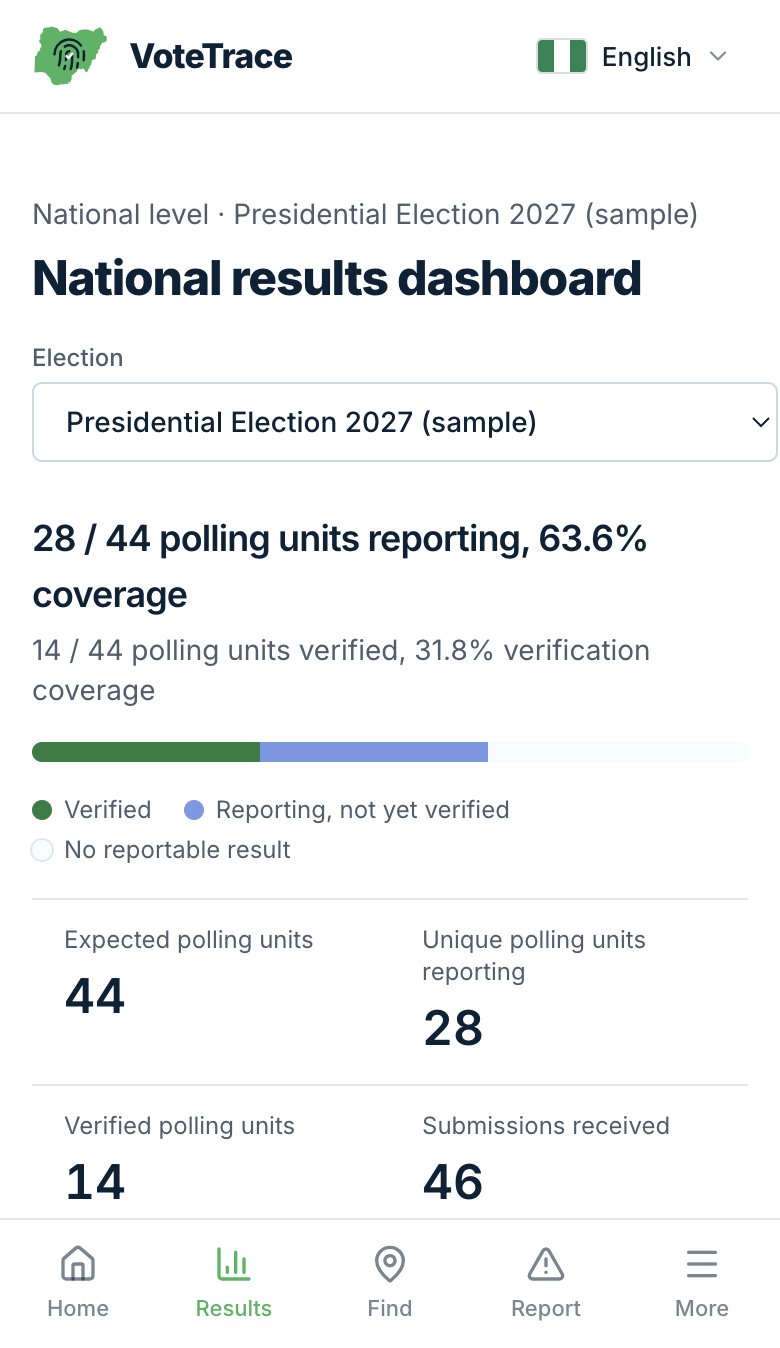 VoteTrace
English
National level · Presidential Election 2027 (sample)
National results dashboard
Election
Presidential Election 2027 (sample)
28 / 44 polling units reporting, 63.6%
coverage
14 / 44 polling units verified, 31.8% verification
coverage
Verified
Reporting, not yet verified
No reportable result
Expected polling units
44
Unique polling units
reporting
28
Verified polling units
14
Submissions received
46
Home
Results
Find
Report
More